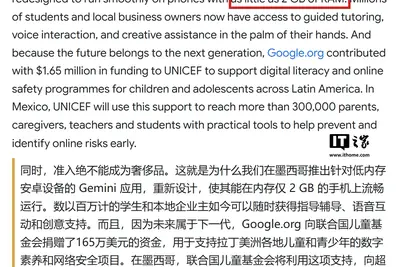 redesigned to run smoothly on phones with as little as 2 GB of RAM. Millions
of students and local business owners now have access to guided tutoring,
voice interaction, and creative assistance in the palm of their hands. And
because the future belongs to the next generation, Google.org contributed
with $1.65 million in funding to UNICEF to support digital literacy and online
safety programmes for children and adolescents across Latin America. In
Mexico, UNICEF will use this support to reach more than 300,000 parents,
caregivers, teachers and students with practical tools to help prevent and
identify online risks early.
IT之家
www.ithome.com
同时，准入绝不能成为奢侈品。这就是为什么我们在墨西哥推出针对低内存
安卓设备的 Gemini 应用，重新设计，使其能在内存仅 2 GB 的手机上流畅
运行。数以百万计的学生和本地企业主如今可以随时获得指导辅导、语音互
动和创意支持。而且，因为未来属于下一代，Google.org 向联合国儿童基
金会捐赠了165万美元的资金，用于支持拉丁美洲各地儿童和青少年的数字
素养和网络安全项目。在墨西哥，联合国儿童基金会将利用这项支持，向超